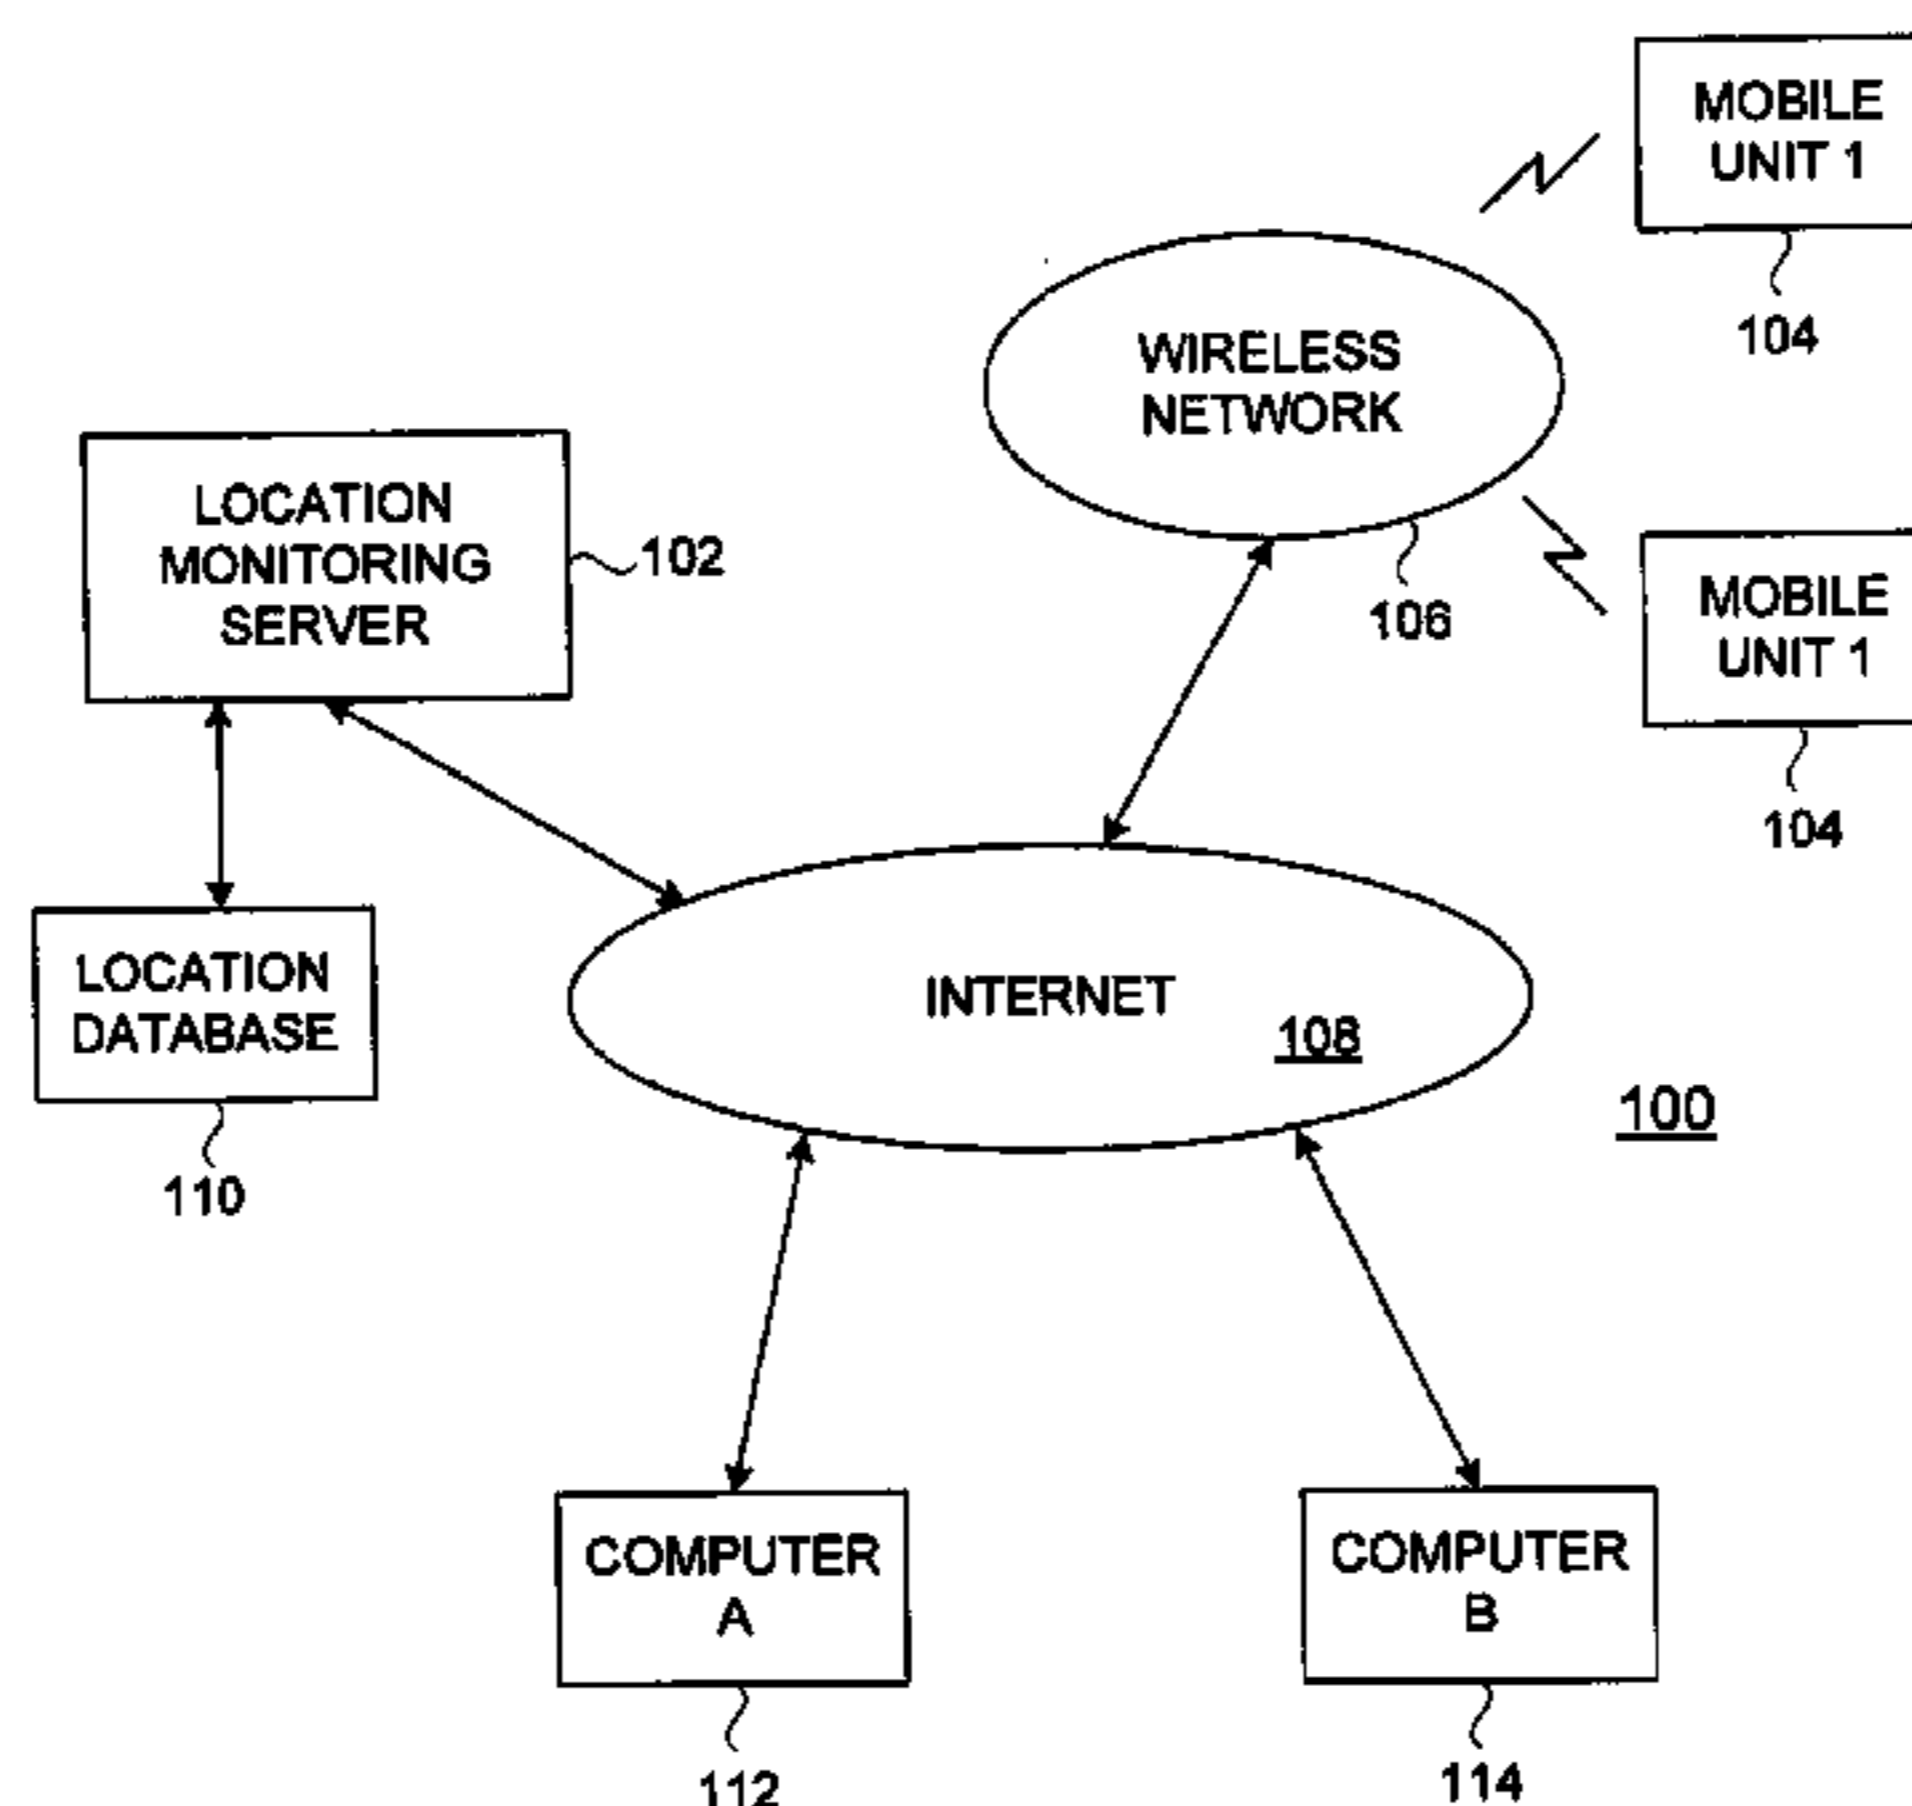 MOBILE
UNIT 1
104
WIRELESS
NETWORK
106
LOCATION
MONITORING
SERVER
102
MOBILE
UNIT 1
104
LOCATION
DATABASE
110
INTERNET
108
100
COMPUTER
A
112
COMPUTER
B
114